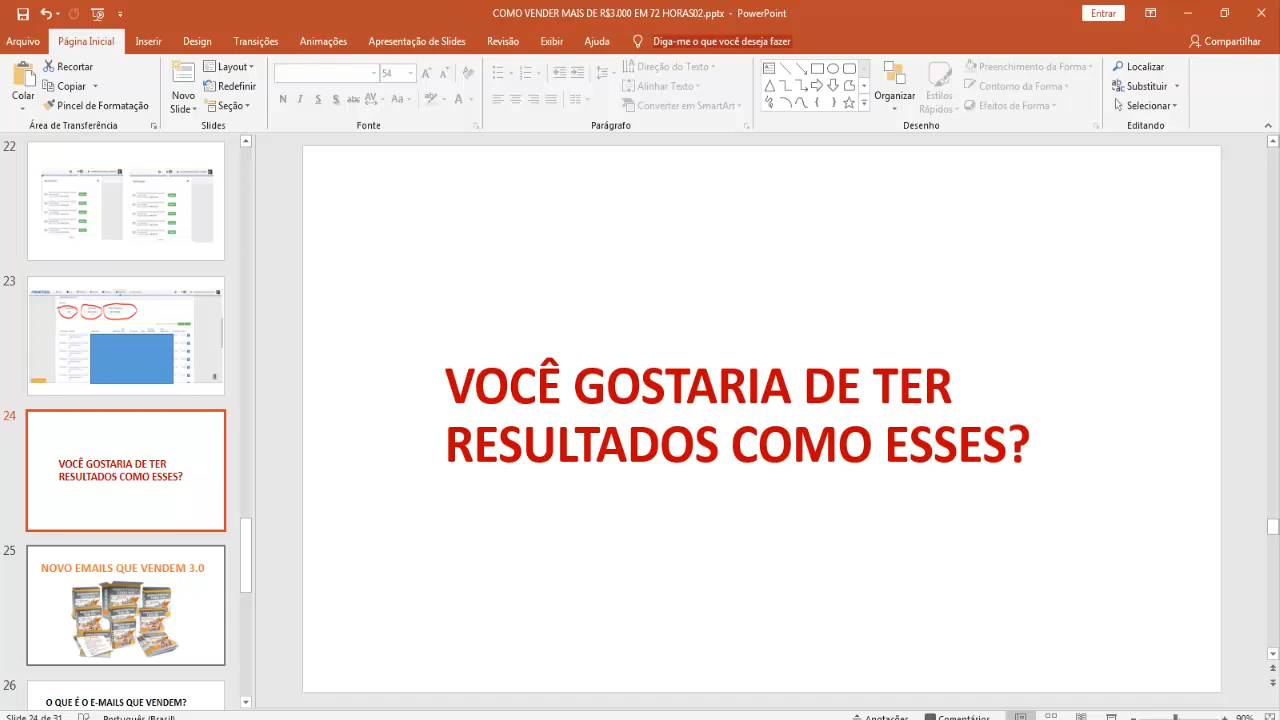 COMO VENDER MAIS DE R$3.000 EM 72 HORAS02.pptx - PowerPoint
Entrar
Arquivo Página Inicial Inserir Design Transições Animações Apresentação de Slides Revisão Exibir Ajuda Diga-me o que você deseja fazer Compartilhar
Colar
Recortar
Copiar
Pincel de Formatação
Área de Transferência
Novo
Slide
Layout
Redefinir
Seção
Slides
54
N I S S abc AV Aa A
Fonte
Direção do Texto
Alinhar Texto
Converter em SmartArt
Parágrafo
Organizar
Estilos
Rápidos
Preenchimento da Forma
Contorno da Forma
Efeitos de Forma
Desenho
Localizar
Substituir
Selecionar
Editando
22
23
24
VOCÊ GOSTARIA DE TER
RESULTADOS COMO ESSES?
25
NOVO EMAILS QUE VENDEM 3.0
26
O QUE É O E-MAILS QUE VENDEM?
VOCÊ GOSTARIA DE TER
RESULTADOS COMO ESSES?
Slide 24 de 31 Português (Brasil) Anotações Comentários 90%